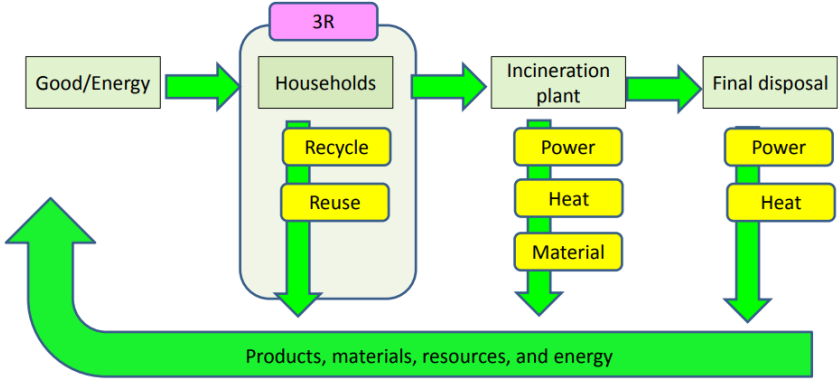 3R
Good/Energy
Households
Incineration
plant
Final disposal
Recycle
Reuse
Power
Heat
Material
Power
Heat
Products, materials, resources, and energy